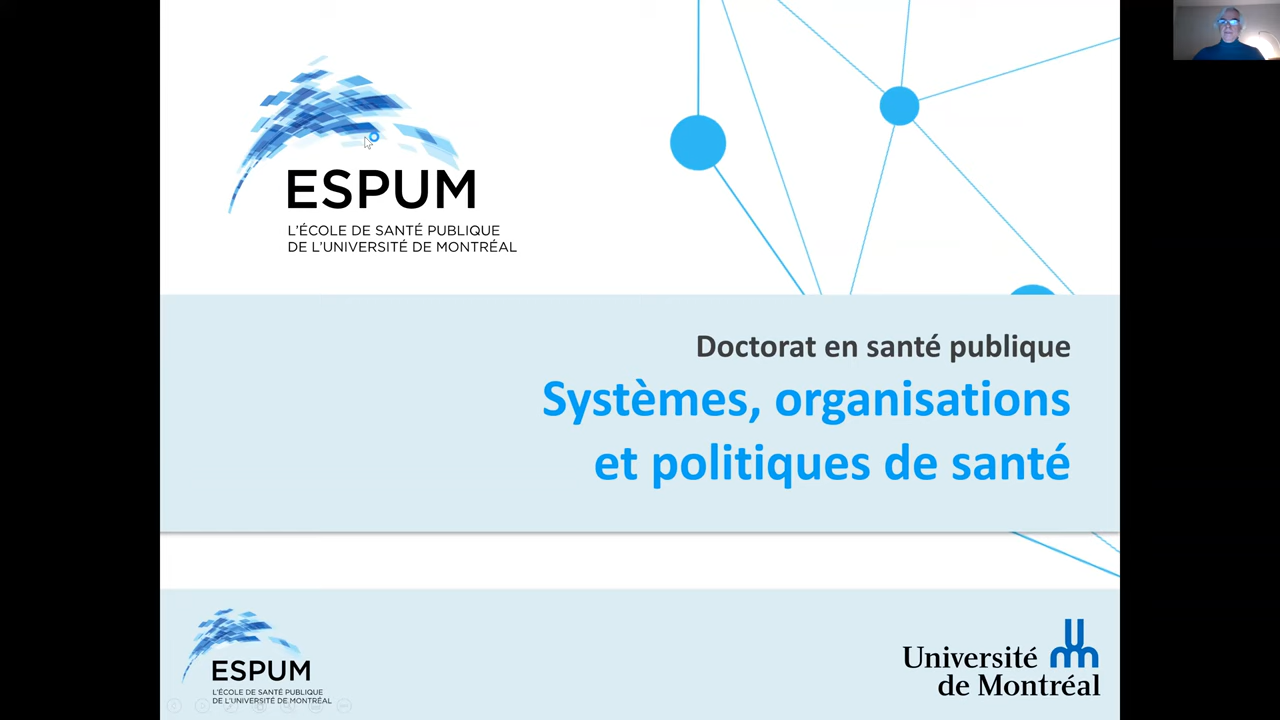 ESPUM
L'ÉCOLE DE SANTÉ PUBLIQUE
DE L'UNIVERSITÉ DE MONTRÉAL
Doctorat en santé publique
Systèmes, organisations
et politiques de santé
ESPUM
L'ÉCOLE DE SANTÉ PUBLIQUE
DE L'UNIVERSITÉ DE MONTRÉAL
Université
de Montréal